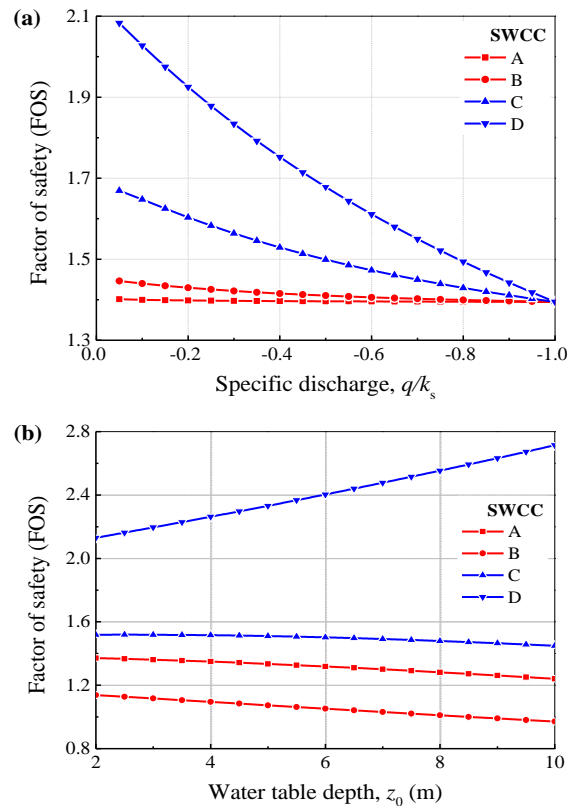 (a)
2.1
1.9
1.7
1.5
1.3
Factor of safety (FOS)
SWCC
A
B
C
D
0.0 -0.2 -0.4 -0.6 -0.8 -1.0
Specific discharge, q/kₛ
(b)
2.8
2.4
2.0
1.6
1.2
0.8
Factor of safety (FOS)
SWCC
A
B
C
D
2 4 6 8 10
Water table depth, z₀ (m)